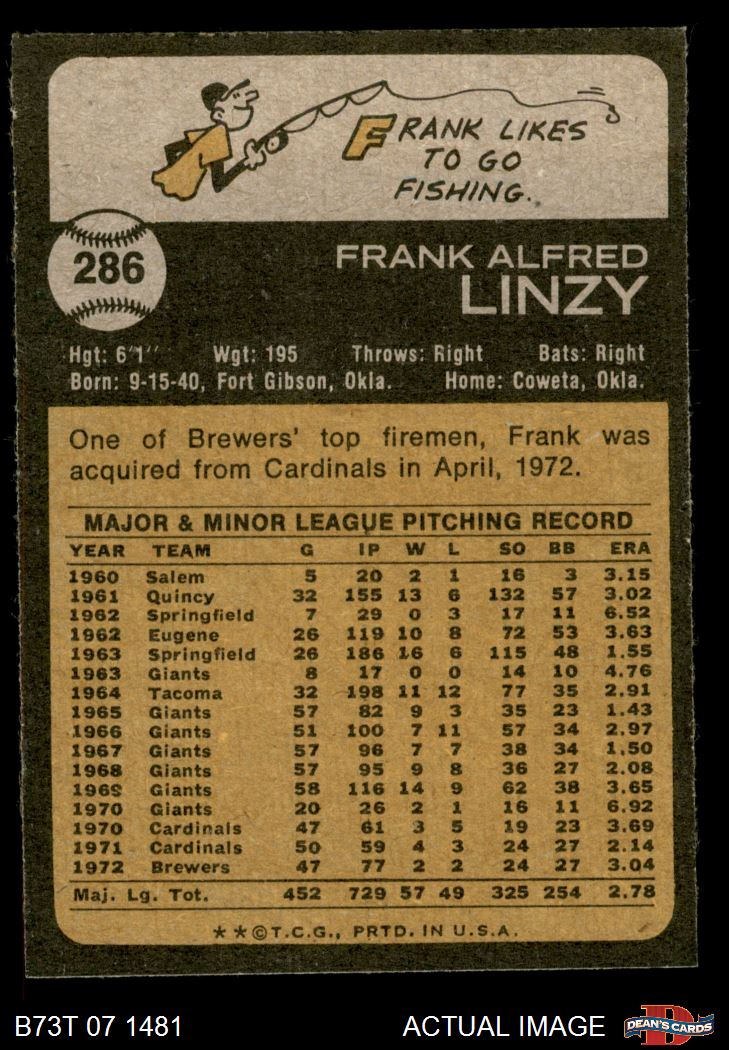 FRANK LIKES
TO GO
FISHING.
286
FRANK ALFRED
LINZY
Hgt: 6'1" Wgt: 195 Throws: Right Bats: Right
Born: 9-15-40, Fort Gibson, Okla. Home: Coweta, Okla.
One of Brewers' top firemen, Frank was
acquired from Cardinals in April, 1972.
MAJOR & MINOR LEAGUE PITCHING RECORD
YEAR TEAM G IP W L SO BB ERA
1960 Salem 5 20 2 1 16 3 3.15
1961 Quincy 32 155 13 6 132 57 3.02
1962 Springfield 7 29 0 3 17 11 6.52
1962 Eugene 26 119 10 8 72 53 3.63
1963 Springfield 26 186 16 6 115 48 1.55
1963 Giants 8 17 0 0 14 10 4.76
1964 Tacoma 32 198 11 12 77 35 2.91
1965 Giants 57 82 9 3 35 23 1.43
1966 Giants 51 100 7 11 57 34 2.97
1967 Giants 57 96 7 7 38 34 1.50
1968 Giants 57 95 9 8 36 27 2.08
1969 Giants 58 116 14 9 62 38 3.65
1970 Giants 20 26 2 1 16 11 6.92
1970 Cardinals 47 61 3 5 19 23 3.69
1971 Cardinals 50 59 4 3 24 27 2.14
1972 Brewers 47 77 2 2 24 27 3.04
Maj. Lg. Tot. 452 729 57 49 325 254 2.78
★★©T.C.G., PRTD. IN U.S.A.
B73T 07 1481 ACTUAL IMAGE D DEAN'S CARDS